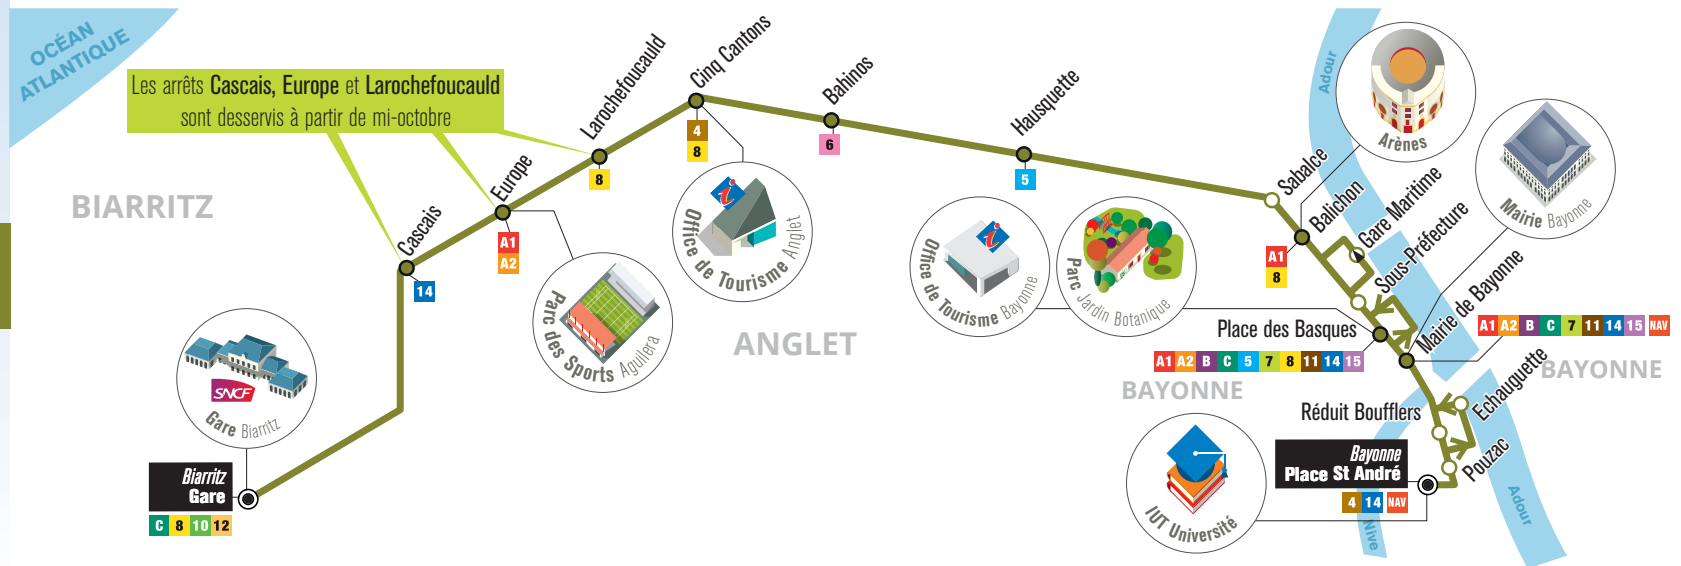 OCÉAN
ATLANTIQUE
Les arrêts Cascais, Europe et Larochefoucauld
sont desservis à partir de mi-octobre
BIARRITZ
ANGLET
BAYONNE
BAYONNE
Biarritz
Gare
C 8 10 12
Gare Biarritz
SNCF
Cascais
14
Europe
A1
A2
Parc des Sports Aguilera
Larochefoucauld
8
Cinq Cantons
4
8
Office de Tourisme Anglet
Bahinos
6
Hausquette
5
Sabalce
Balichon
A1
8
Arènes
Adour
Gare Maritime
Sous-Préfecture
Place des Basques
A1 A2 B C 5 7 8 11 14 15
Office de Tourisme Bayonne
Parc Jardin Botanique
Mairie de Bayonne
A1 A2 B C 7 11 14 15 NAV
Mairie Bayonne
Réduit Boufflers
Echauguette
Pouzac
Bayonne
Place St André
4 14 NAV
IUT Université
Nive
Adour